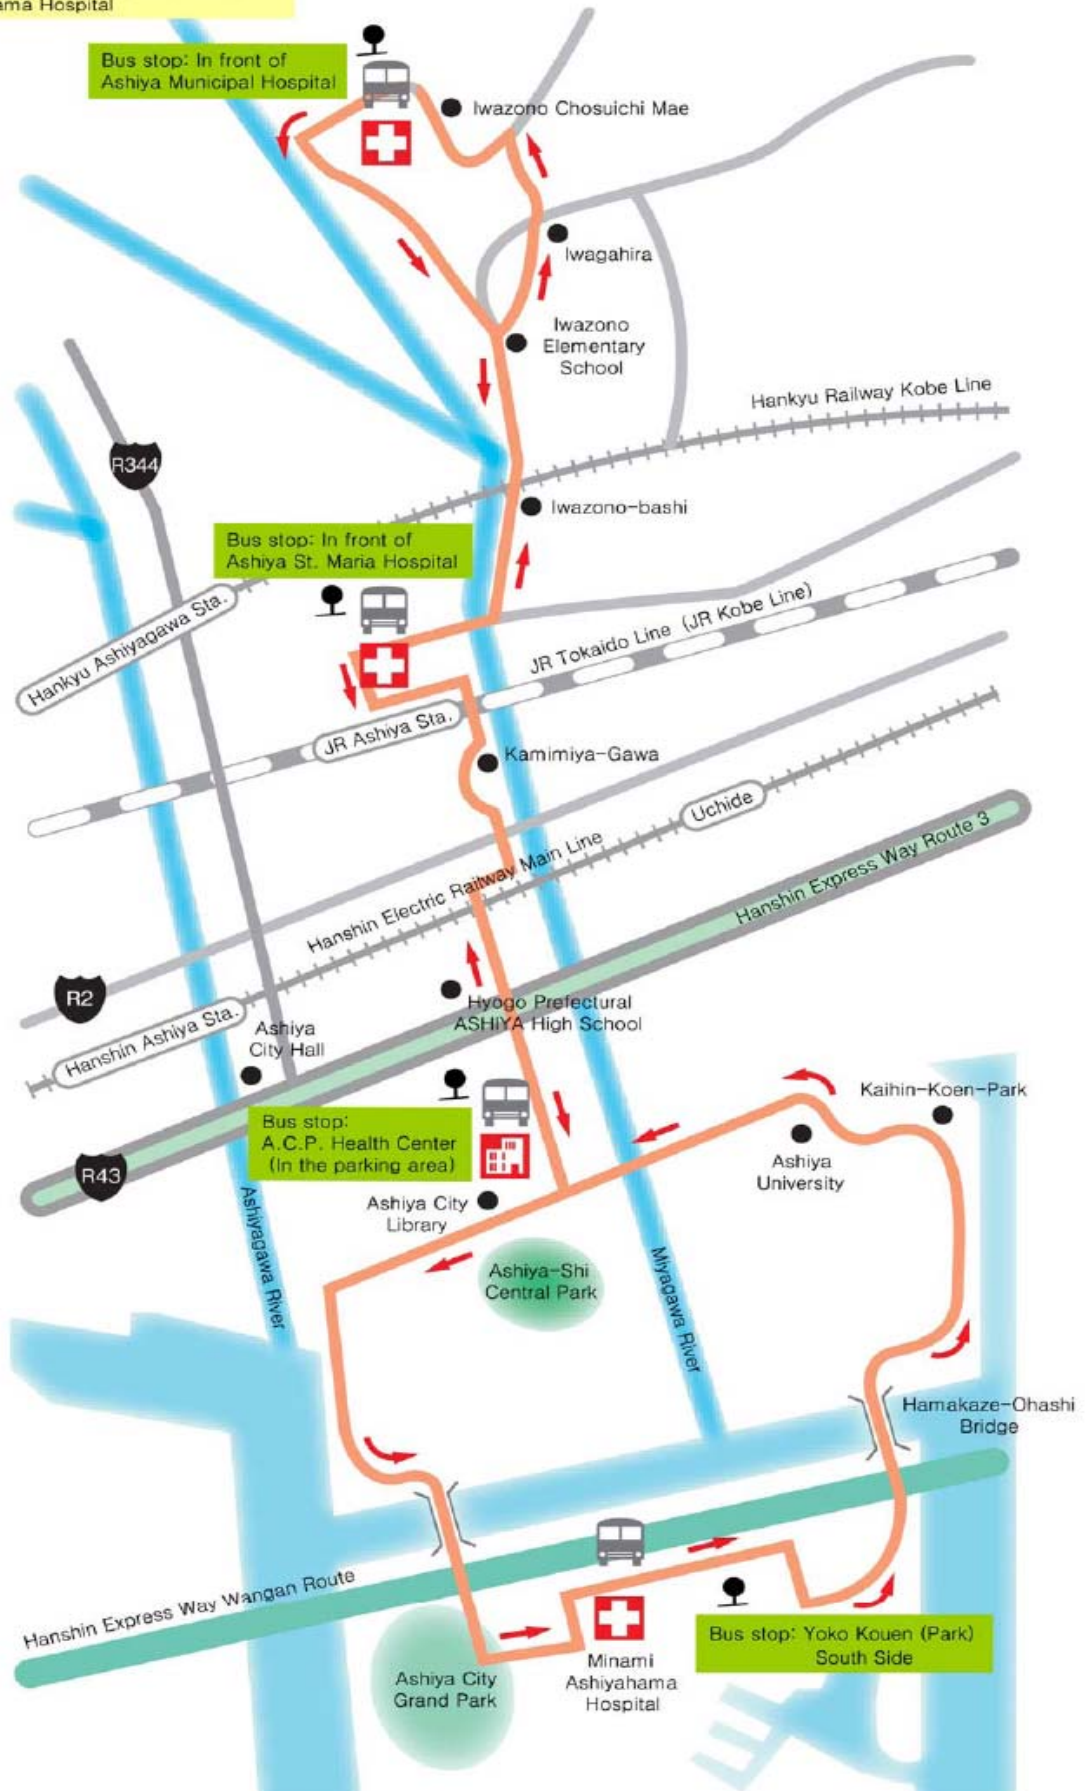 ama Hospital
Bus stop: In front of
Ashiya Municipal Hospital
Iwazono Chosuichi Mae
Iwagahira
Iwazono
Elementary
School
Hankyu Railway Kobe Line
R344
Iwazono-bashi
Bus stop: In front of
Ashiya St. Maria Hospital
Hankyu Ashiyagawa Sta.
JR Tokaido Line (JR Kobe Line)
JR Ashiya Sta.
Kamimiya-Gawa
Uchide
Hanshin Electric Railway Main Line
Hanshin Express Way Route 3
R2
Hanshin Ashiya Sta.
Hyogo Prefectural
ASHIYA High School
Ashiya
City Hall
Kaihin-Koen-Park
Bus stop:
A.C.P. Health Center
(In the parking area)
R43
Ashiya
University
Ashiya City
Library
Ashiyagawa River
Ashiya-Shi
Central Park
Miyagawa River
Hamakaze-Ohashi
Bridge
Hanshin Express Way Wangan Route
Bus stop: Yoko Kouen (Park)
South Side
Minami
Ashiyahama
Hospital
Ashiya City
Grand Park